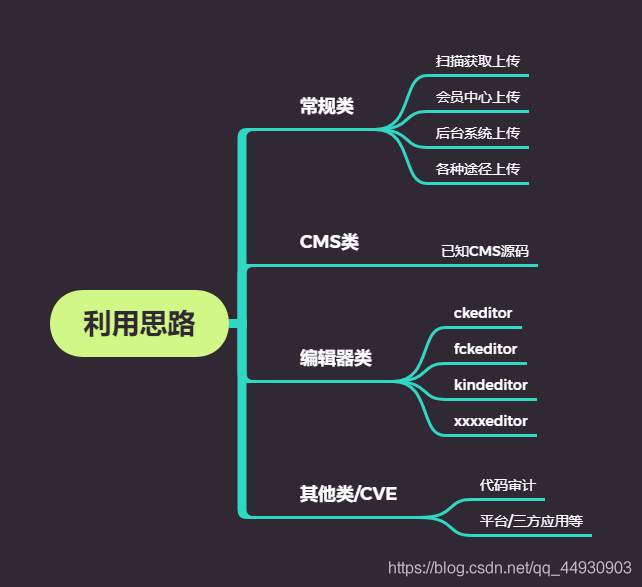 利用思路
常规类
扫描获取上传
会员中心上传
后台系统上传
各种途径上传
CMS类
已知CMS源码
编辑器类
ckeditor
fckeditor
kindeditor
xxxxeditor
其他类/CVE
代码审计
平台/三方应用等
https://blog.csdn.net/qq_44930903